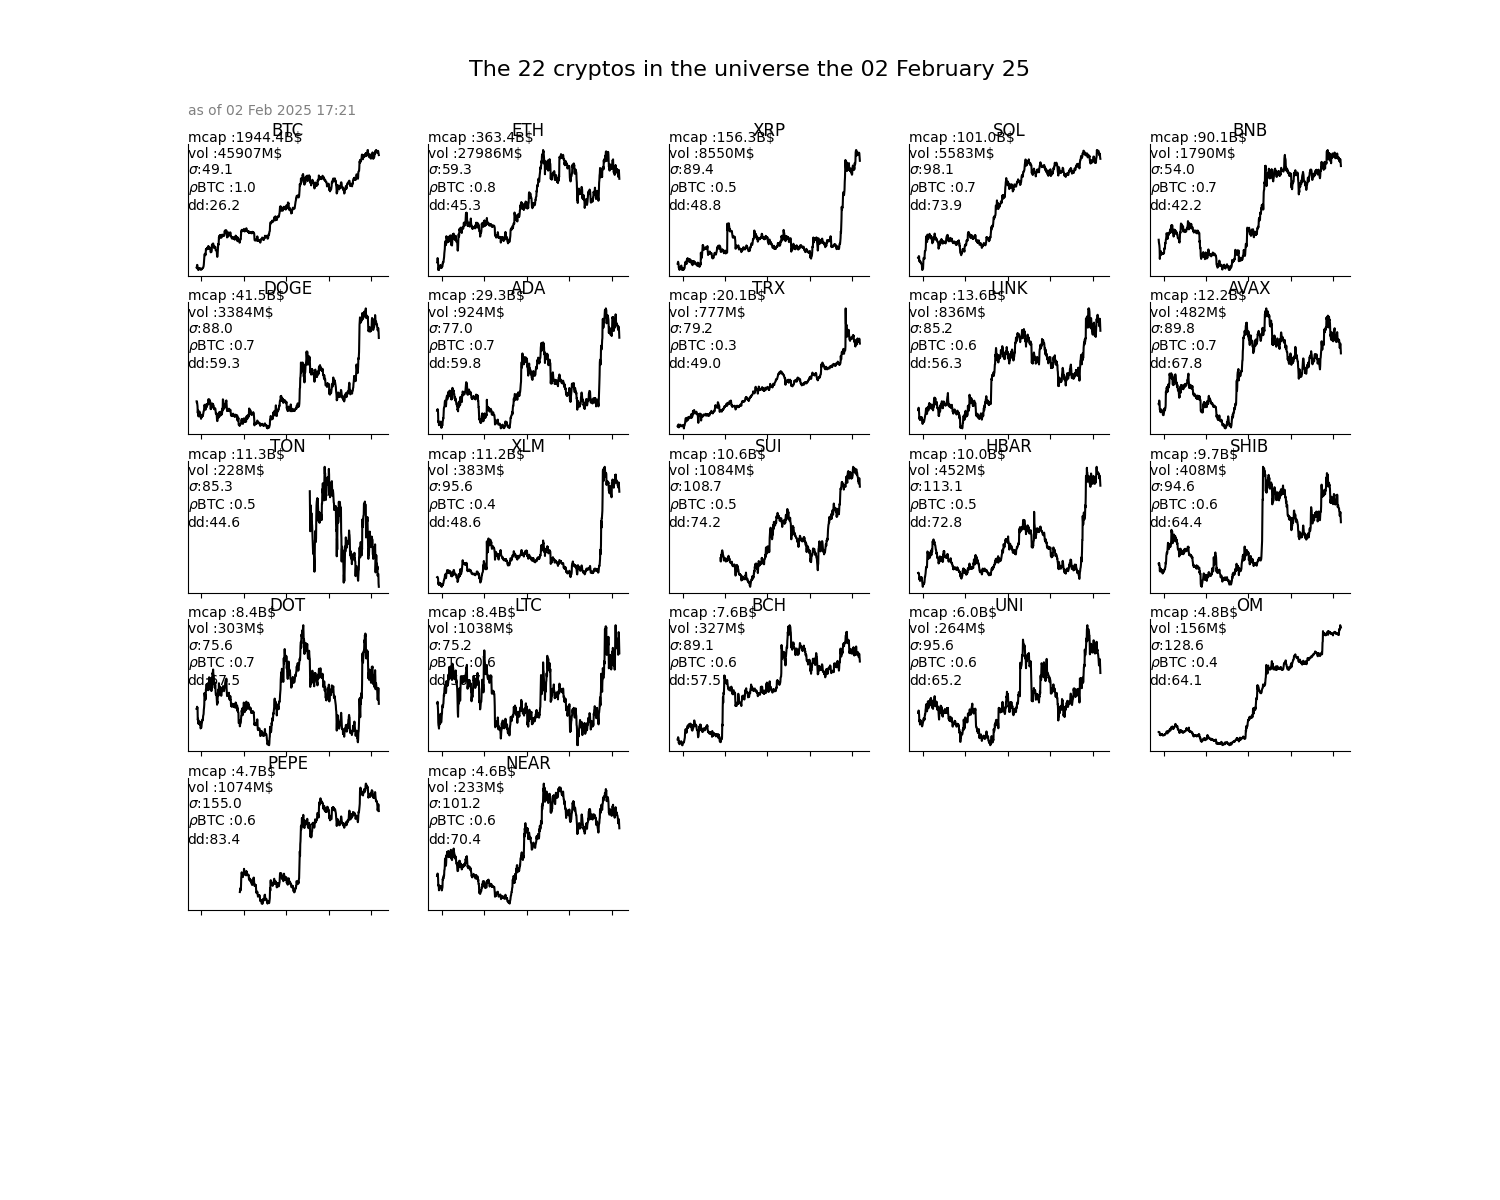 The 22 cryptos in the universe the 02 February 25
as of 02 Feb 2025 17:21
BTC
mcap :1944.4B$
vol :45907M$
σ:49.1
ρBTC :1.0
dd:26.2
ETH
mcap :363.4B$
vol :27986M$
σ:59.3
ρBTC :0.8
dd:45.3
XRP
mcap :156.3B$
vol :8550M$
σ:89.4
ρBTC :0.5
dd:48.8
SOL
mcap :101.0B$
vol :5583M$
σ:98.1
ρBTC :0.7
dd:73.9
BNB
mcap :90.1B$
vol :1790M$
σ:54.0
ρBTC :0.7
dd:42.2
DOGE
mcap :41.5B$
vol :3384M$
σ:88.0
ρBTC :0.7
dd:59.3
ADA
mcap :29.3B$
vol :924M$
σ:77.0
ρBTC :0.7
dd:59.8
TRX
mcap :20.1B$
vol :777M$
σ:79.2
ρBTC :0.3
dd:49.0
LINK
mcap :13.6B$
vol :836M$
σ:85.2
ρBTC :0.6
dd:56.3
AVAX
mcap :12.2B$
vol :482M$
σ:89.8
ρBTC :0.7
dd:67.8
TON
mcap :11.3B$
vol :228M$
σ:85.3
ρBTC :0.5
dd:44.6
XLM
mcap :11.2B$
vol :383M$
σ:95.6
ρBTC :0.4
dd:48.6
SUI
mcap :10.6B$
vol :1084M$
σ:108.7
ρBTC :0.5
dd:74.2
HBAR
mcap :10.0B$
vol :452M$
σ:113.1
ρBTC :0.5
dd:72.8
SHIB
mcap :9.7B$
vol :408M$
σ:94.6
ρBTC :0.6
dd:64.4
DOT
mcap :8.4B$
vol :303M$
σ:75.6
ρBTC :0.7
dd:67.5
LTC
mcap :8.4B$
vol :1038M$
σ:75.2
ρBTC :0.6
BCH
mcap :7.6B$
vol :327M$
σ:89.1
ρBTC :0.6
dd:57.5
UNI
mcap :6.0B$
vol :264M$
σ:95.6
ρBTC :0.6
dd:65.2
OM
mcap :4.8B$
vol :156M$
σ:128.6
ρBTC :0.4
dd:64.1
PEPE
mcap :4.7B$
vol :1074M$
σ:155.0
ρBTC :0.6
dd:83.4
NEAR
mcap :4.6B$
vol :233M$
σ:101.2
ρBTC :0.6
dd:70.4